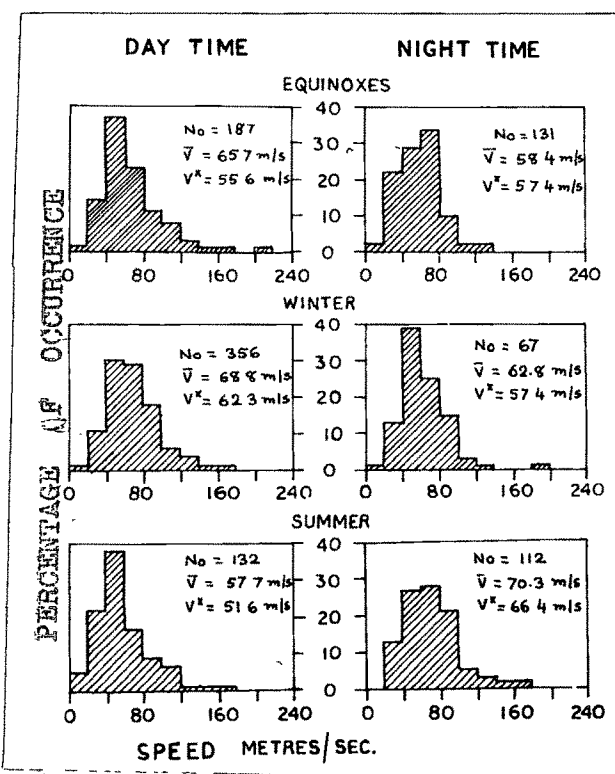 DAY TIME NIGHT TIME
EQUINOXES
40
30
20
10
0
No = 187
V̄ = 65 7 m/s
Vˣ = 55 6 m/s
No = 131
V̄ = 58 4 m/s
Vˣ = 57 4 m/s
0 80 160 240
0 80 160 240
WINTER
40
30
20
10
0
No = 356
V̄ = 68 8 m/s
Vˣ = 62 3 m/s
No = 67
V̄ = 62.8 m/s
Vˣ = 57 4 m/s
0 80 160 240
0 80 160 240
SUMMER
40
30
20
10
0
No = 132
V̄ = 57 7 m/s
Vˣ = 51 6 m/s
No = 112
V̄ = 70.3 m/s
Vˣ = 66 4 m/s
0 80 160 240
0 80 160 240
PERCENTAGE OF OCCURRENCE
SPEED METRES/SEC.